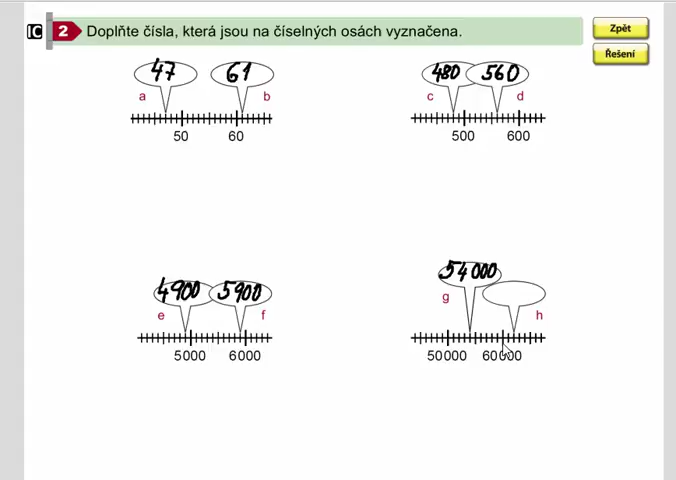 IC 2 Doplňte čísla, která jsou na číselných osách vyznačena.
Zpět
Řešení
47 61
a b
50 60
480 560
c d
500 600
4900 5900
e f
5000 6000
54000
g h
50000 60000